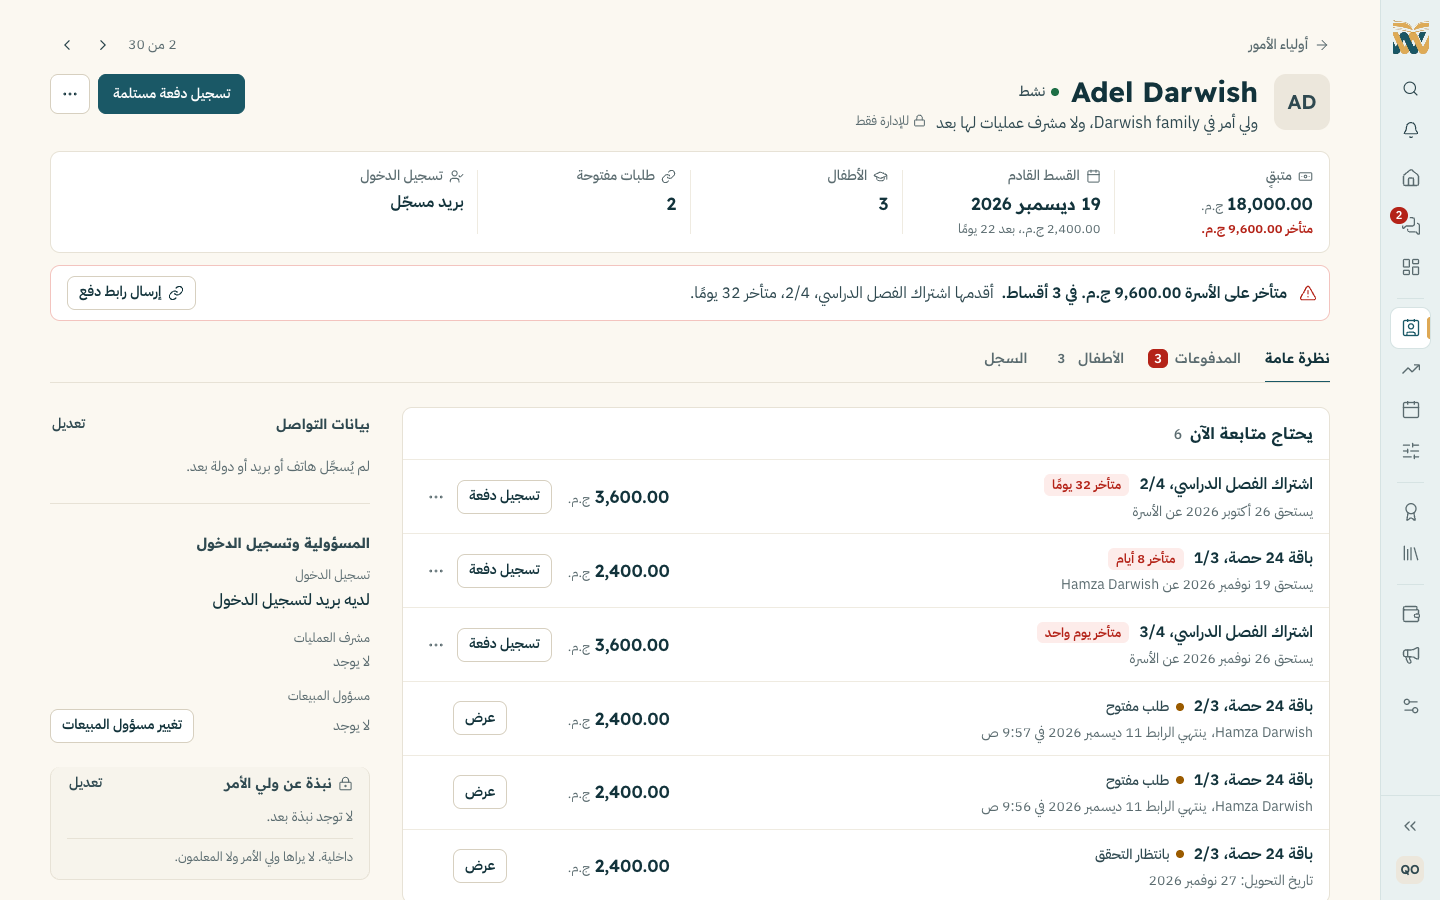 أولياء الأمور
2 من 30
AD
Adel Darwish
نشط
ولي أمر في Darwish family، ولا مشرف عمليات لها بعد
للإدارة فقط
تسجيل دفعة مستلمة
متبقٍ
18,000.00 ج.م.
متأخر 9,600.00 ج.م.
القسط القادم
19 ديسمبر 2026
2,400.00 ج.م.، بعد 22 يومًا
الأطفال
3
طلبات مفتوحة
2
تسجيل الدخول
بريد مسجّل
متأخر على الأسرة 9,600.00 ج.م. في 3 أقساط. أقدمها اشتراك الفصل الدراسي، 2/4، متأخر 32 يومًا.
إرسال رابط دفع
نظرة عامة
المدفوعات 3
الأطفال 3
السجل
يحتاج متابعة الآن 6
اشتراك الفصل الدراسي، 2/4 متأخر 32 يومًا
يستحق 26 أكتوبر 2026 عن الأسرة
3,600.00 ج.م.
تسجيل دفعة
باقة 24 حصة، 1/3 متأخر 8 أيام
يستحق 19 نوفمبر 2026 عن Hamza Darwish
2,400.00 ج.م.
تسجيل دفعة
اشتراك الفصل الدراسي، 3/4 متأخر يوم واحد
يستحق 26 نوفمبر 2026 عن الأسرة
3,600.00 ج.م.
تسجيل دفعة
باقة 24 حصة، 2/3 طلب مفتوح
Hamza Darwish، ينتهي الرابط 11 ديسمبر 2026 في 9:57 ص
2,400.00 ج.م.
عرض
باقة 24 حصة، 1/3 طلب مفتوح
Hamza Darwish، ينتهي الرابط 11 ديسمبر 2026 في 9:56 ص
2,400.00 ج.م.
عرض
باقة 24 حصة، 2/3 بانتظار التحقق
تاريخ التحويل: 27 نوفمبر 2026
2,400.00 ج.م.
عرض
بيانات التواصل
تعديل
لم يُسجَّل هاتف أو بريد أو دولة بعد.
المسؤولية وتسجيل الدخول
تسجيل الدخول
لديه بريد لتسجيل الدخول
مشرف العمليات
لا يوجد
مسؤول المبيعات
لا يوجد
تغيير مسؤول المبيعات
نبذة عن ولي الأمر
تعديل
لا توجد نبذة بعد.
داخلية. لا يراها ولي الأمر ولا المعلمون.
2
QO